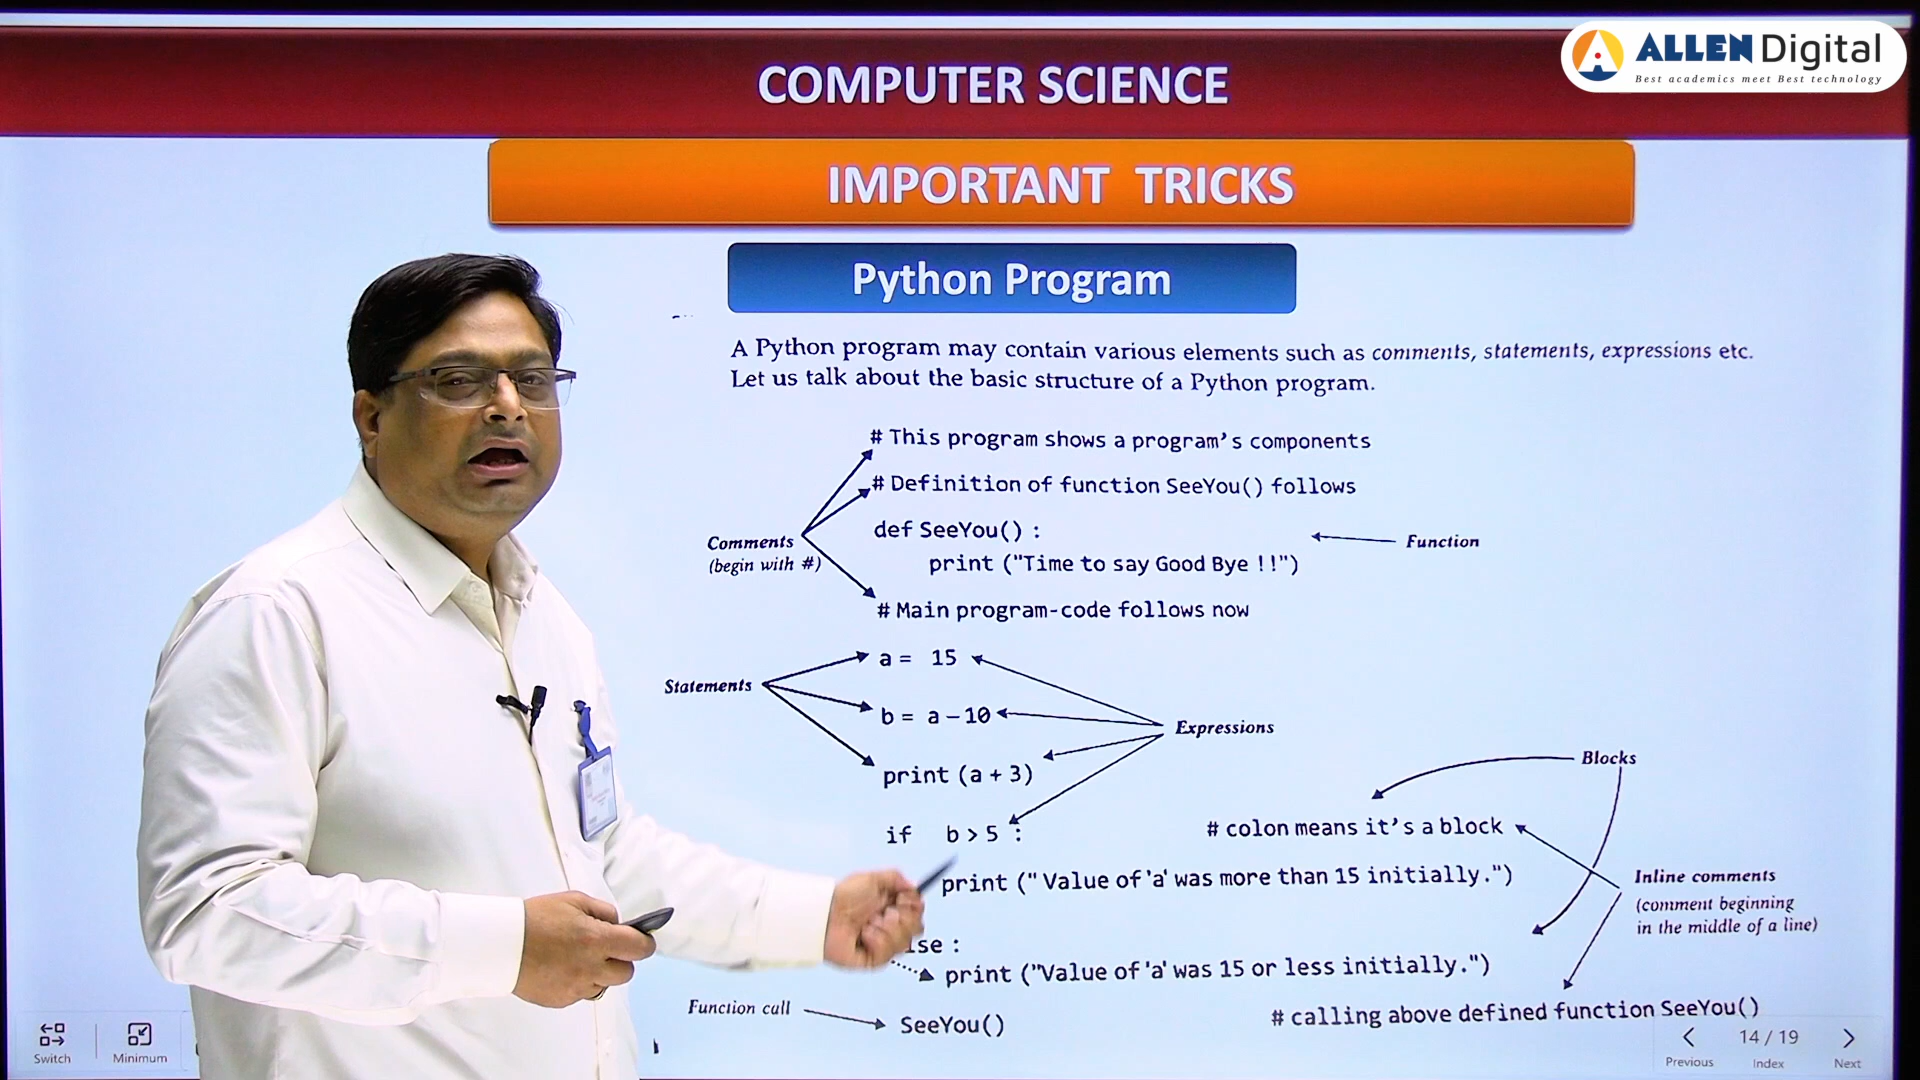 ALLEN Digital
Best academics meet Best technology
COMPUTER SCIENCE
IMPORTANT TRICKS
Python Program
A Python program may contain various elements such as comments, statements, expressions etc.
Let us talk about the basic structure of a Python program.
# This program shows a program's components
# Definition of function SeeYou() follows
def SeeYou() :
Comments
(begin with #)
Function
print ("Time to say Good Bye !!")
# Main program-code follows now
a = 15
Statements
b = a – 10
Expressions
print (a + 3)
Blocks
if b > 5 :
# colon means it's a block
print (" Value of 'a' was more than 15 initially.")
Inline comments
(comment beginning
in the middle of a line)
lse :
print ("Value of 'a' was 15 or less initially.")
Function call
SeeYou()
# calling above defined function SeeYou()
Switch
Minimum
Previous
14 / 19
Index
Next